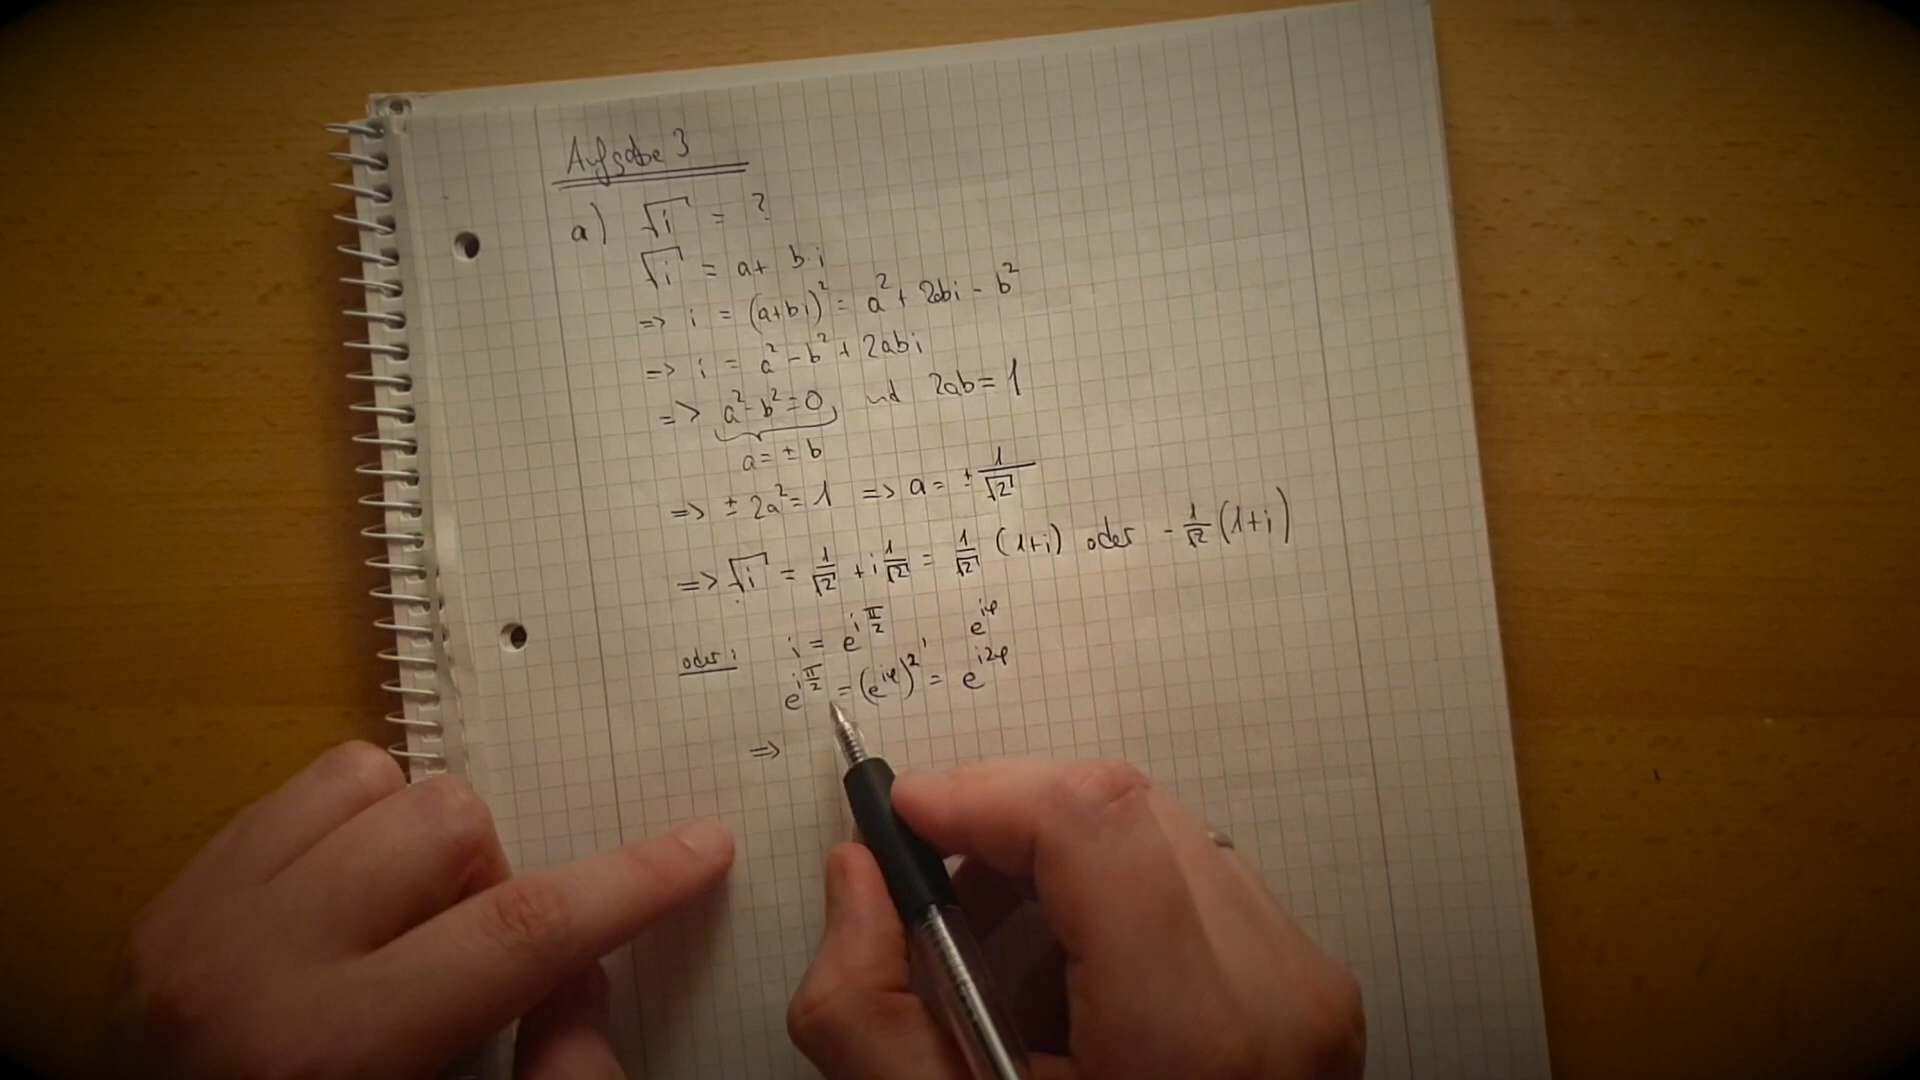 Aufgabe 3
a) √i = ?
√i = a + b·i
=> i = (a+bi)² = a² + 2abi - b²
=> i = a² - b² + 2abi
=> a² - b² = 0 und 2ab = 1
a = ± b
=> ± 2a² = 1 => a = ± 1/√2
=> √i = 1/√2 + i 1/√2 = 1/√2 (1+i) oder - 1/√2 (1+i)
oder: i = e^(i π/2) , e^(iφ)
e^(i π/2) = (e^(iφ))² = e^(i2φ)
=>